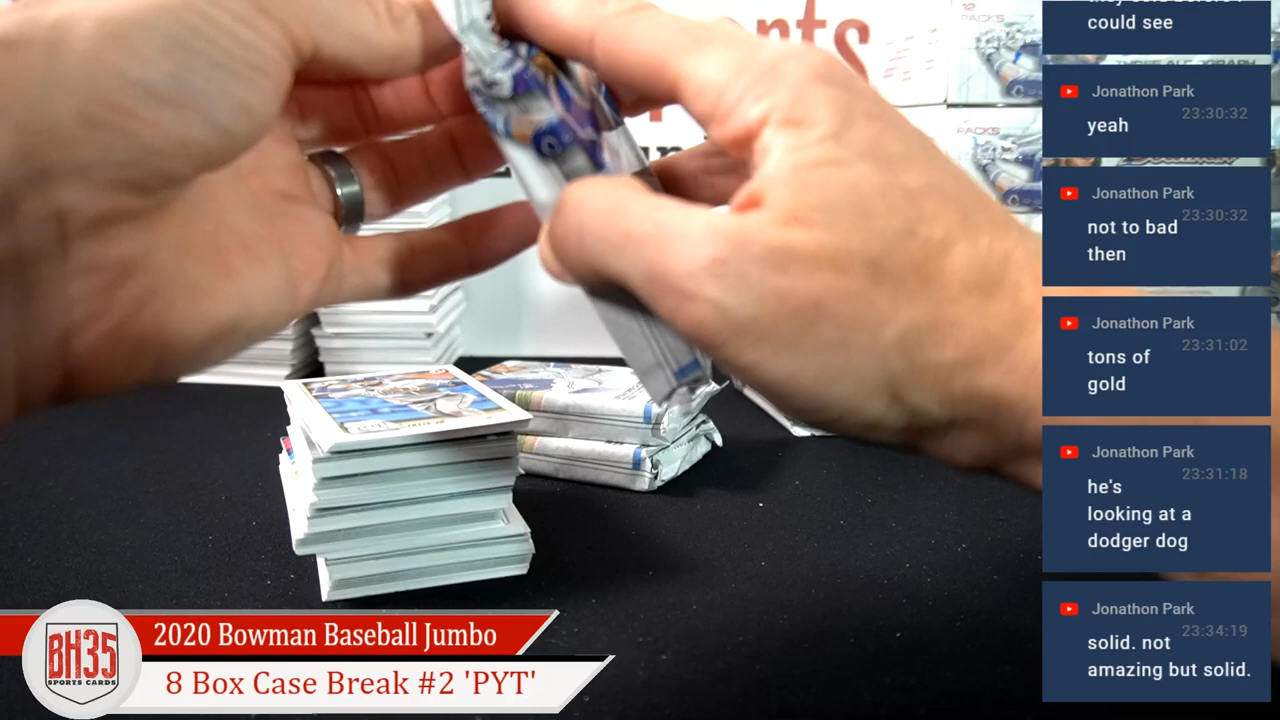 12
PACKS
PACKS
could see
Jonathon Park
23:30:32
yeah
Jonathon Park
23:30:32
not to bad
then
Jonathon Park
23:31:02
tons of
gold
Jonathon Park
23:31:18
he's
looking at a
dodger dog
Jonathon Park
23:34:19
solid. not
amazing but solid.
BH35
SPORTS CARDS
2020 Bowman Baseball Jumbo
8 Box Case Break #2 'PYT'